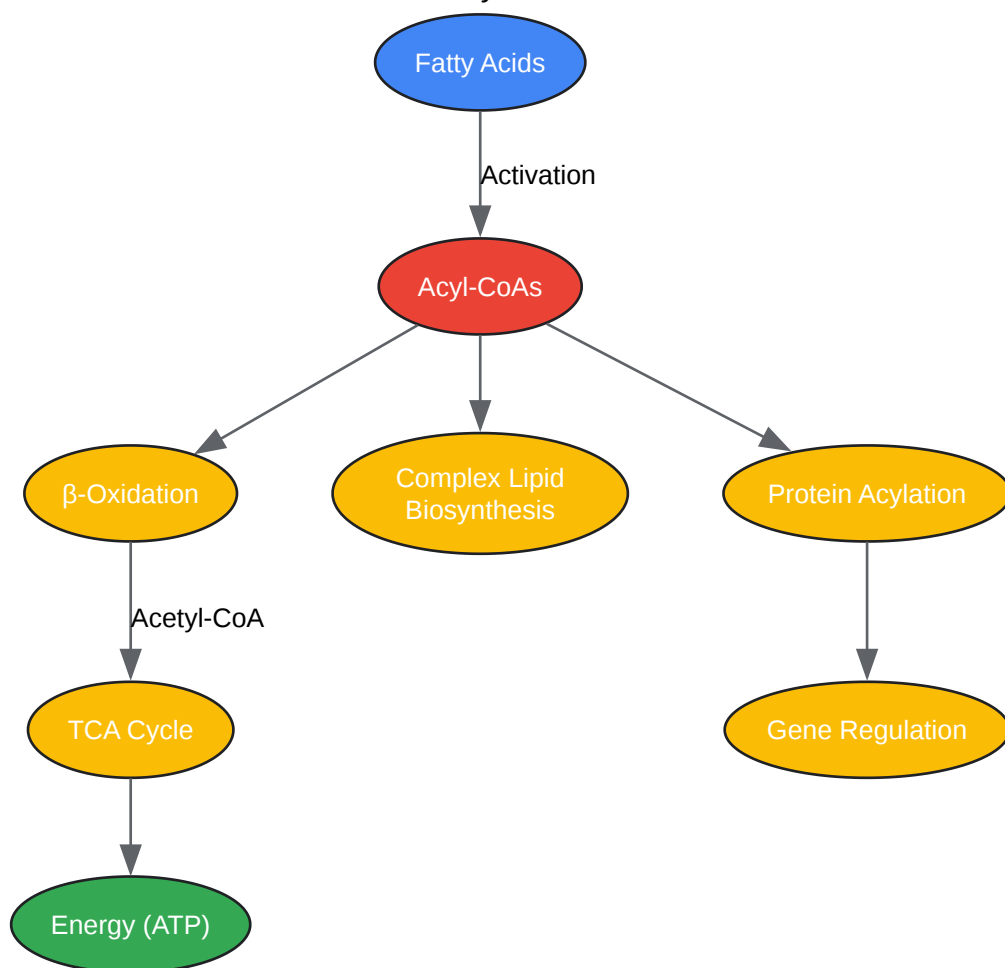 Fatty Acids
Activation
Acyl-CoAs
β-Oxidation
Complex Lipid
Biosynthesis
Protein Acylation
Acetyl-CoA
TCA Cycle
Gene Regulation
Energy (ATP)